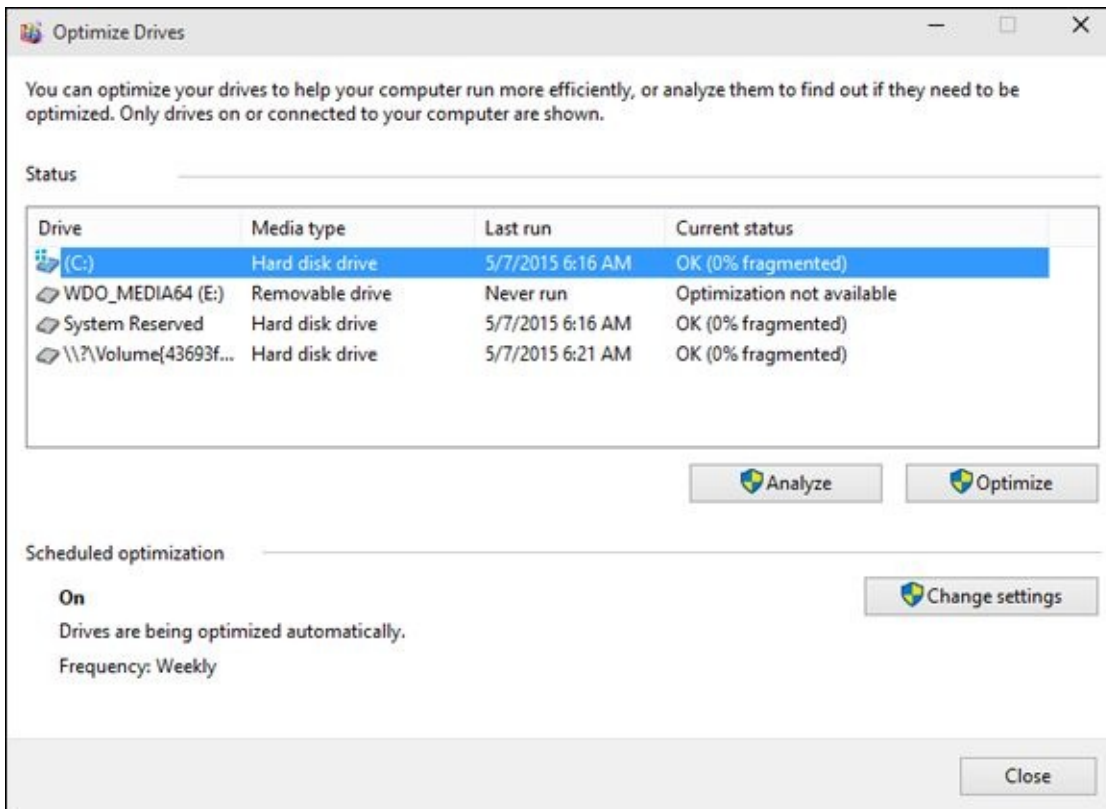 Optimize Drives
You can optimize your drives to help your computer run more efficiently, or analyze them to find out if they need to be
optimized. Only drives on or connected to your computer are shown.
Status
Drive Media type Last run Current status
(C:) Hard disk drive 5/7/2015 6:16 AM OK (0% fragmented)
WDO_MEDIA64 (E:) Removable drive Never run Optimization not available
System Reserved Hard disk drive 5/7/2015 6:16 AM OK (0% fragmented)
\\?\Volume{43693f... Hard disk drive 5/7/2015 6:21 AM OK (0% fragmented)
Analyze Optimize
Scheduled optimization
On Change settings
Drives are being optimized automatically.
Frequency: Weekly
Close